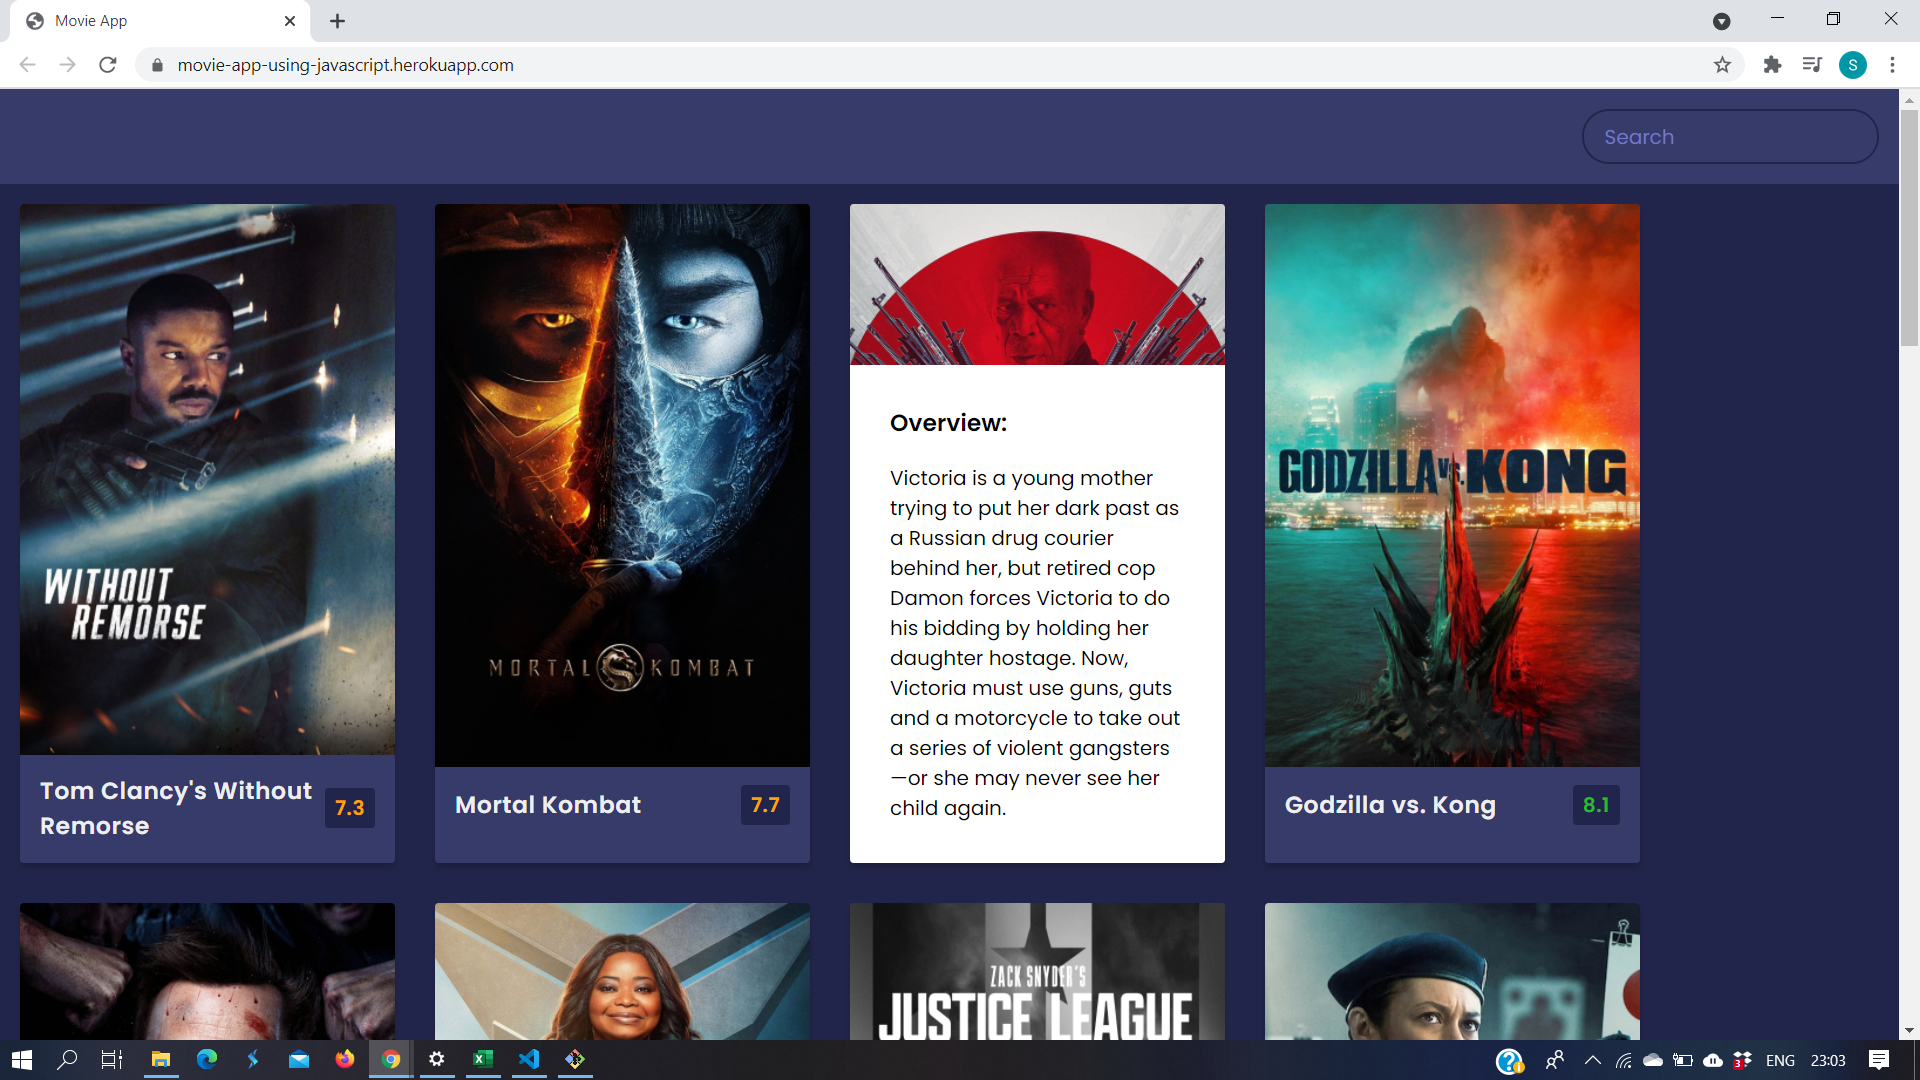 Movie App
movie-app-using-javascript.herokuapp.com
S
Search
WITHOUT
REMORSE
Tom Clancy's Without
Remorse
7.3
MORTAL KOMBAT
Mortal Kombat
7.7
Overview:
Victoria is a young mother
trying to put her dark past as
a Russian drug courier
behind her, but retired cop
Damon forces Victoria to do
his bidding by holding her
daughter hostage. Now,
Victoria must use guns, guts
and a motorcycle to take out
a series of violent gangsters
—or she may never see her
child again.
GODZILLA vs. KONG
Godzilla vs. Kong
8.1
ZACK SNYDER'S
JUSTICE LEAGUE
3
ENG
23:03